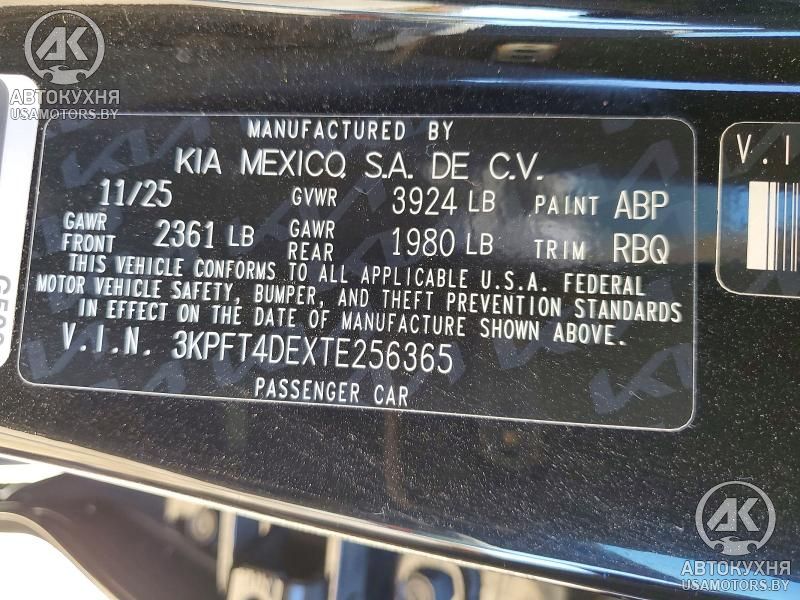 AK
АВТОКУХНЯ
USAMOTORS.BY
MANUFACTURED BY
KIA MEXICO, S.A. DE C.V.
11/25 GVWR 3924 LB PAINT ABP
GAWR FRONT 2361 LB GAWR REAR 1980 LB TRIM RBQ
THIS VEHICLE CONFORMS TO ALL APPLICABLE U.S.A. FEDERAL
MOTOR VEHICLE SAFETY, BUMPER, AND THEFT PREVENTION STANDARDS
IN EFFECT ON THE DATE OF MANUFACTURE SHOWN ABOVE.
V.I.N. 3KPFT4DEXTE256365
PASSENGER CAR
V.I
AK
АВТОКУХНЯ
USAMOTORS.BY